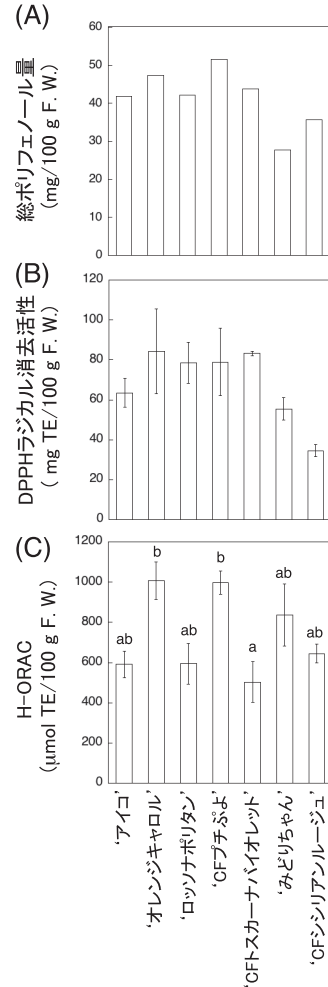 (A)
総ポリフェノール量
(mg/100 g F. W.)
60
50
40
30
20
10
0
(B)
DPPHラジカル消去活性
( mg TE/100 g F. W.)
120
100
80
60
40
20
0
(C)
H-ORAC
(μmol TE/100 g F. W.)
1200
1000
800
600
400
200
0
ab
b
ab
b
a
ab
ab
‘アイコ’
‘オレンジキャロル’
‘ロッソナポリタン’
‘CFプチぷよ’
‘CFトスカーナバイオレット’
‘みどりちゃん’
‘CFシシリアンルージュ’